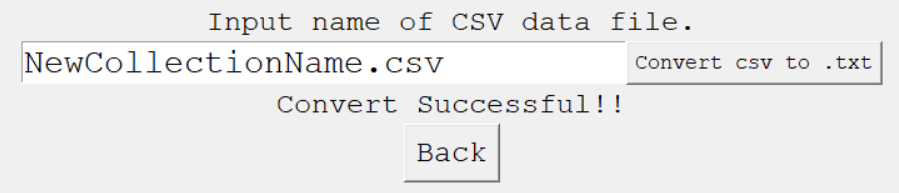 Input name of CSV data file.
NewCollectionName.csv Convert csv to .txt
Convert Successful!!
Back